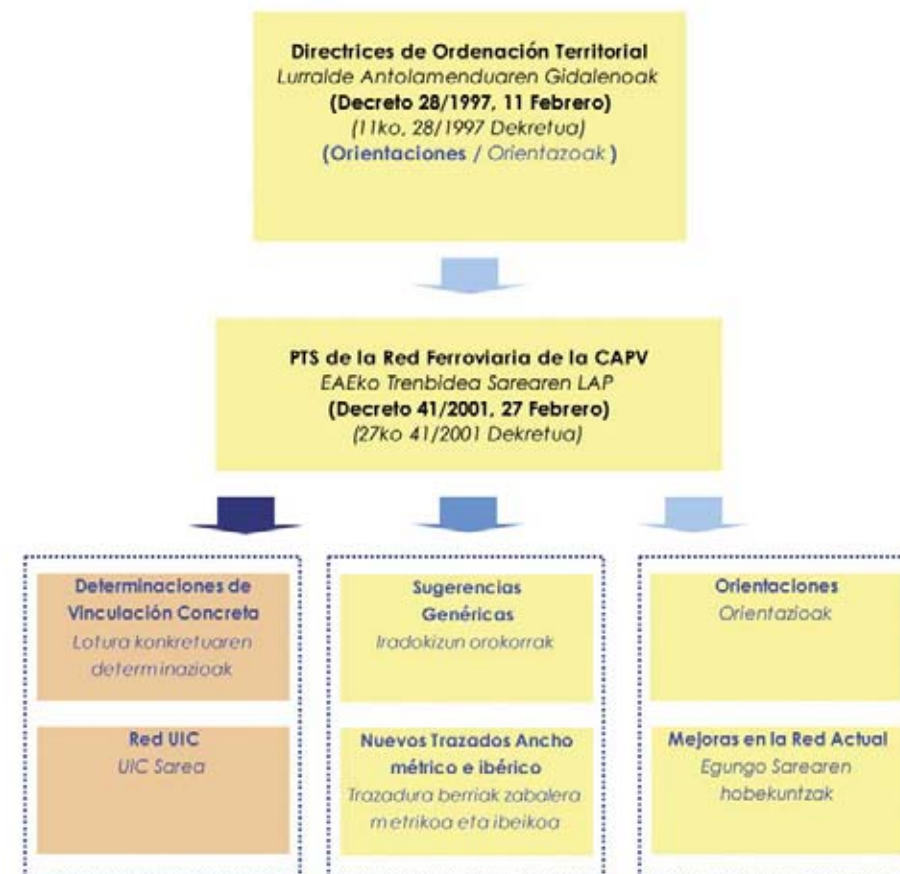 Directrices de Ordenación Territorial
Lurralde Antolamenduaren Gidalenoak
(Decreto 28/1997, 11 Febrero)
(11ko, 28/1997 Dekretua)
(Orientaciones / Orientazoak )
PTS de la Red Ferroviaria de la CAPV
EAEko Trenbidea Sarearen LAP
(Decreto 41/2001, 27 Febrero)
(27ko 41/2001 Dekretua)
Determinaciones de
Vinculación Concreta
Lotura konkretuaren
determinazioak
Red UIC
UIC Sarea
Sugerencias
Genéricas
Iradokizun orokorrak
Nuevos Trazados Ancho
métrico e ibérico
Trazadura berriak zabalera
metrikoa eta ibeikoa
Orientaciones
Orientazioak
Mejoras en la Red Actual
Egungo Sarearen
hobekuntzak